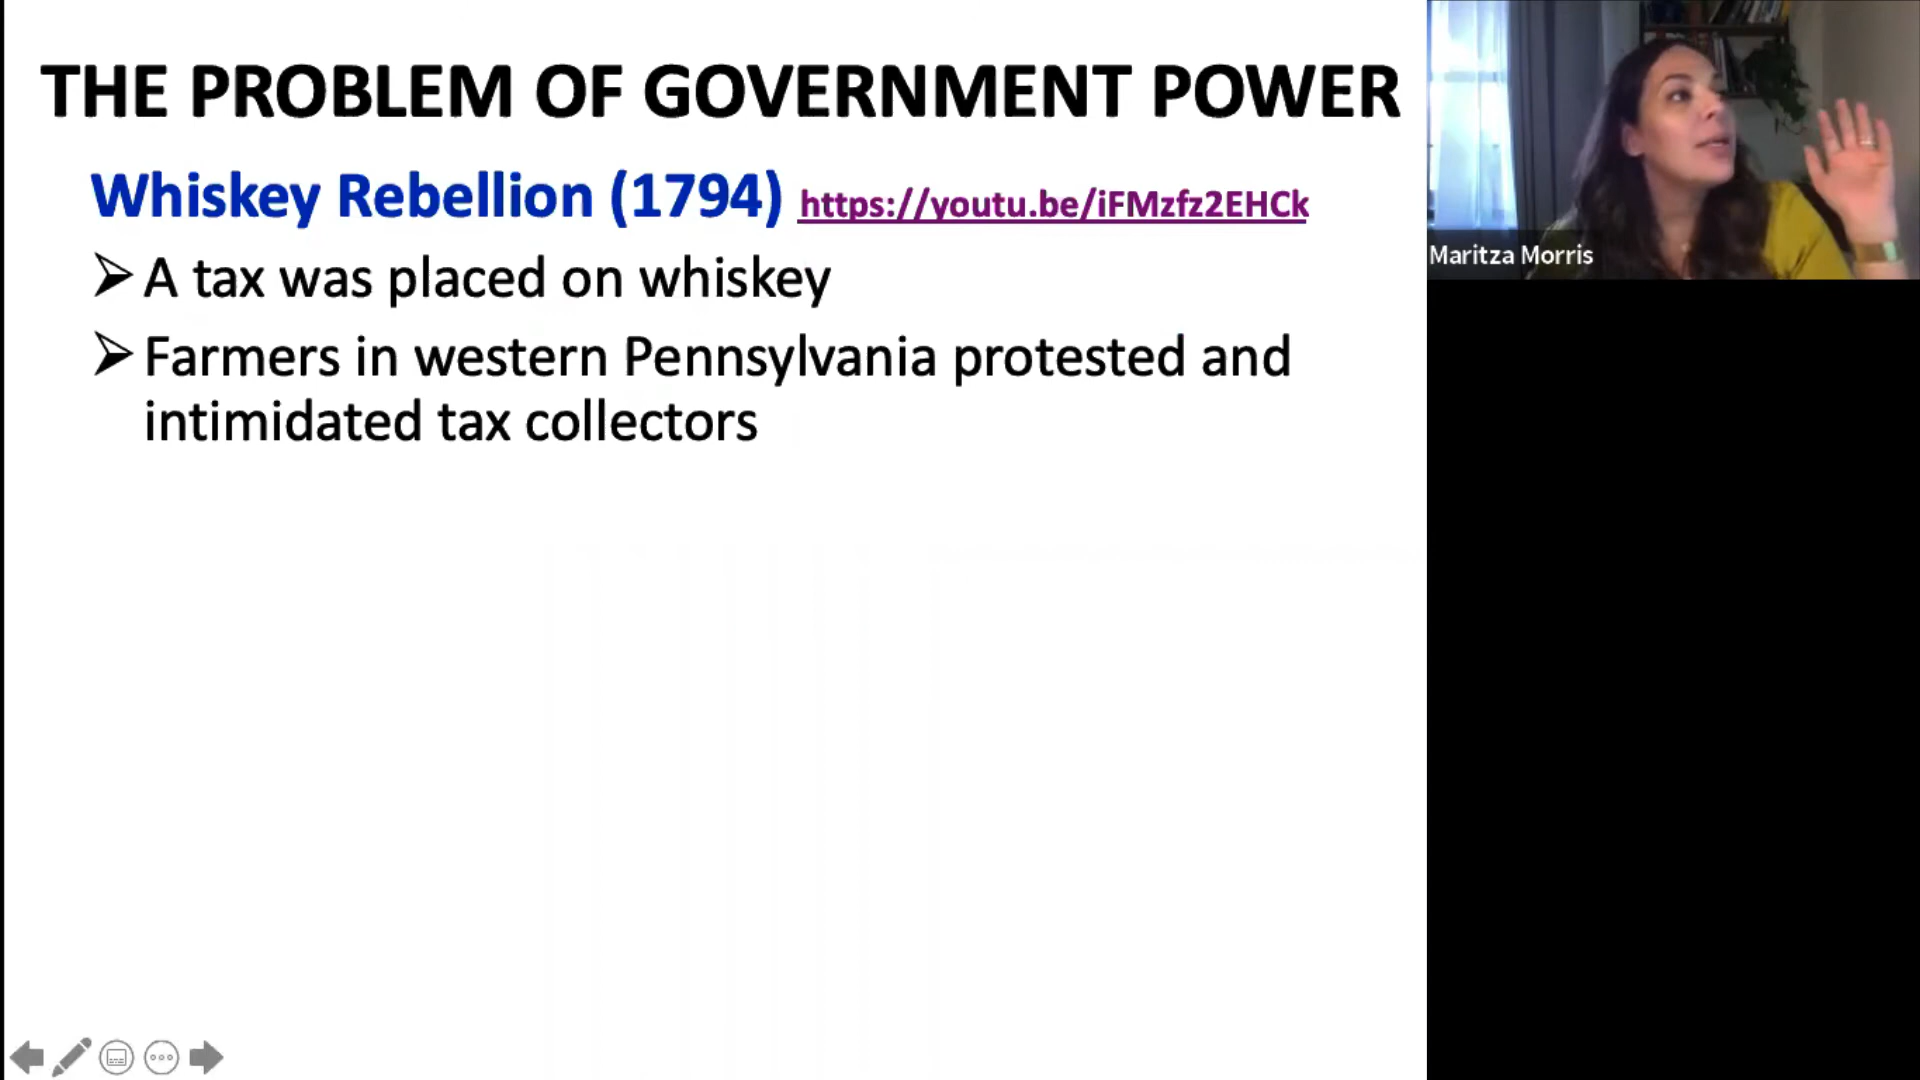 THE PROBLEM OF GOVERNMENT POWER
Whiskey Rebellion (1794) https://youtu.be/iFMzfz2EHCk
A tax was placed on whiskey
Farmers in western Pennsylvania protested and
intimidated tax collectors
Maritza Morris